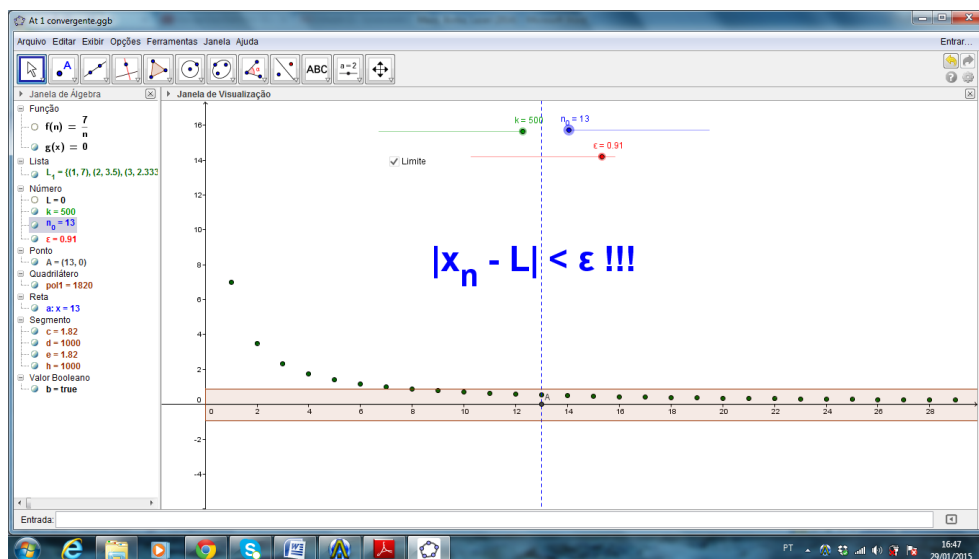 At 1 convergente.ggb
Arquivo Editar Exibir Opções Ferramentas Janela Ajuda
Entrar...
A
ABC
a=2
Janela de Álgebra
Janela de Visualização
Função
f(n) = 7/n
g(x) = 0
Lista
L₁ = {(1, 7), (2, 3.5), (3, 2.333
Número
L = 0
k = 500
n₀ = 13
ε = 0.91
Ponto
A = (13, 0)
Quadrilátero
pol1 = 1820
Reta
a: x = 13
Segmento
c = 1.82
d = 1000
e = 1.82
h = 1000
Valor Booleano
b = true
k = 500
n₀ = 13
ε = 0.91
Limite
|xₙ - L| < ε !!!
16
14
12
10
8
6
4
2
0
-2
-4
A
0 2 4 6 8 10 12 14 16 18 20 22 24 26 28
Entrada:
PT
16:47
29/01/2015